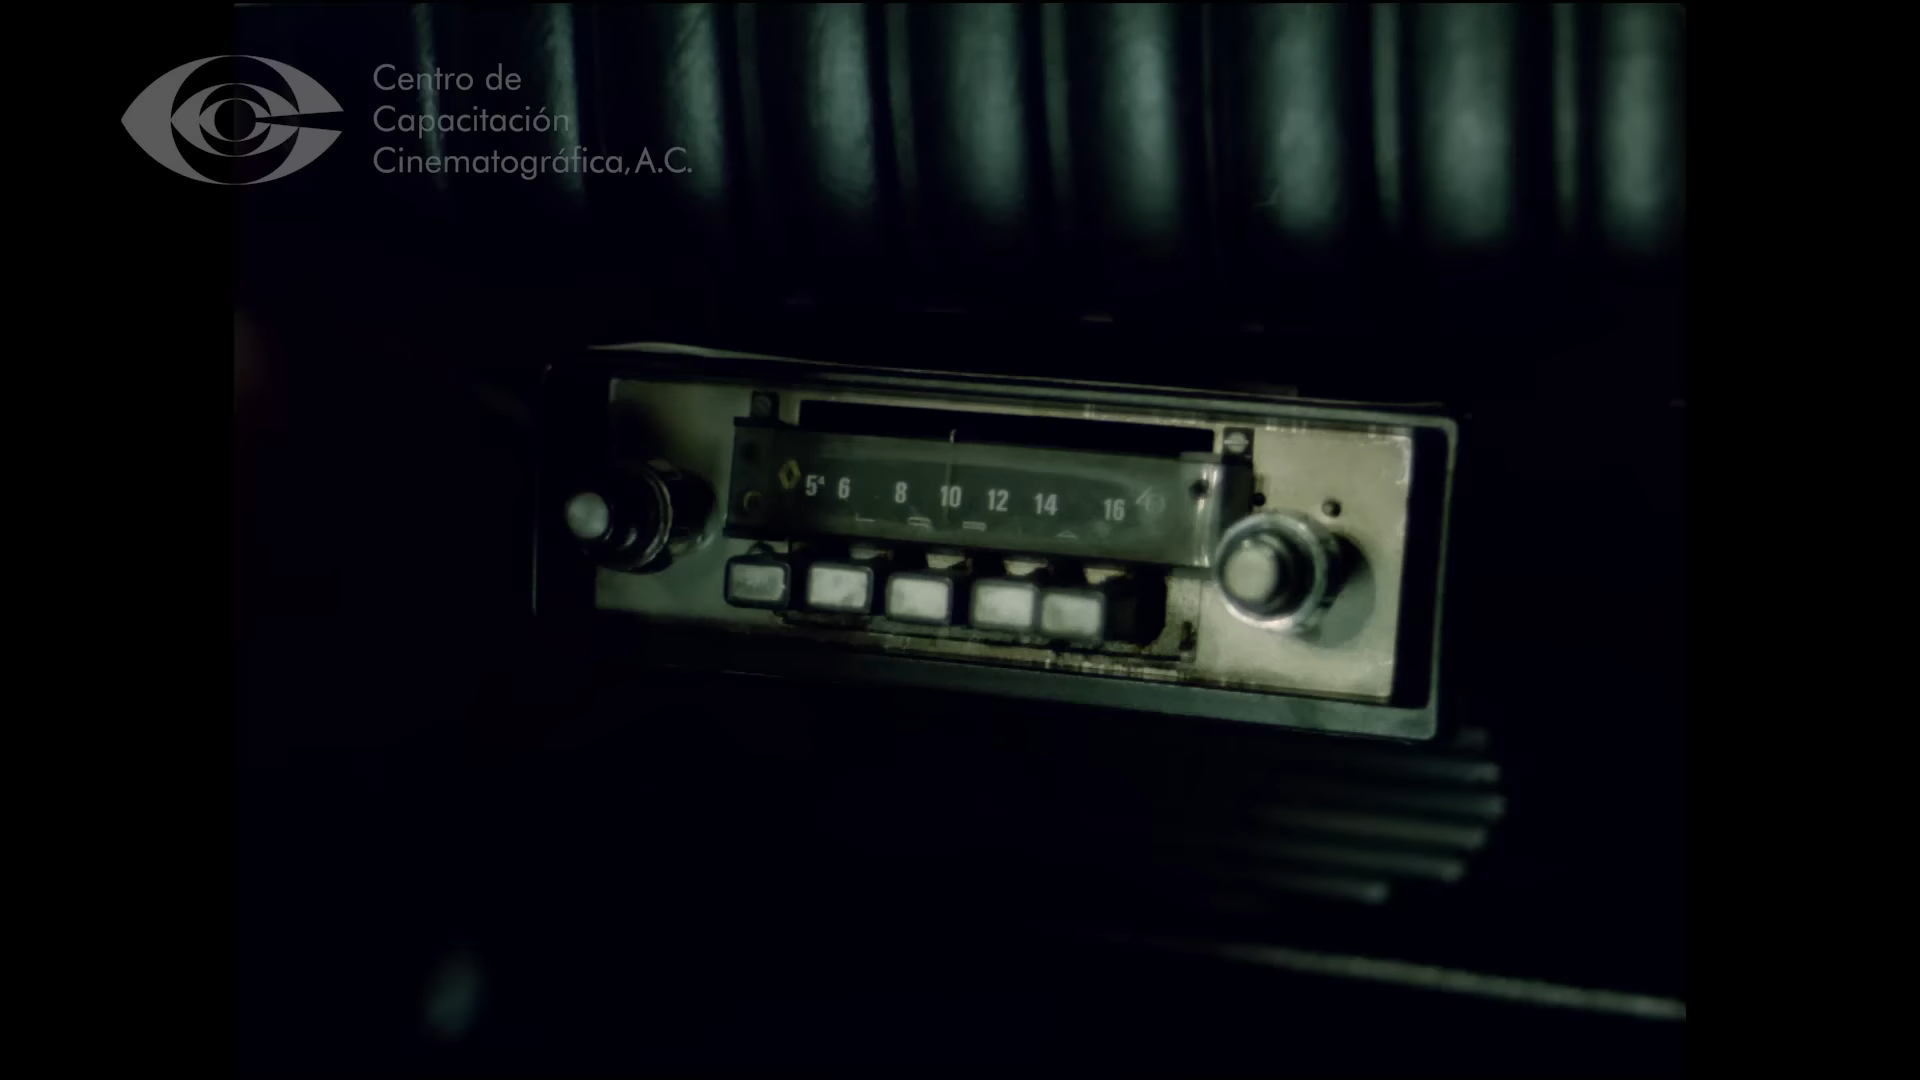 Centro de
Capacitación
Cinematográfica, A.C.
5⁴ 6 8 10 12 14 16